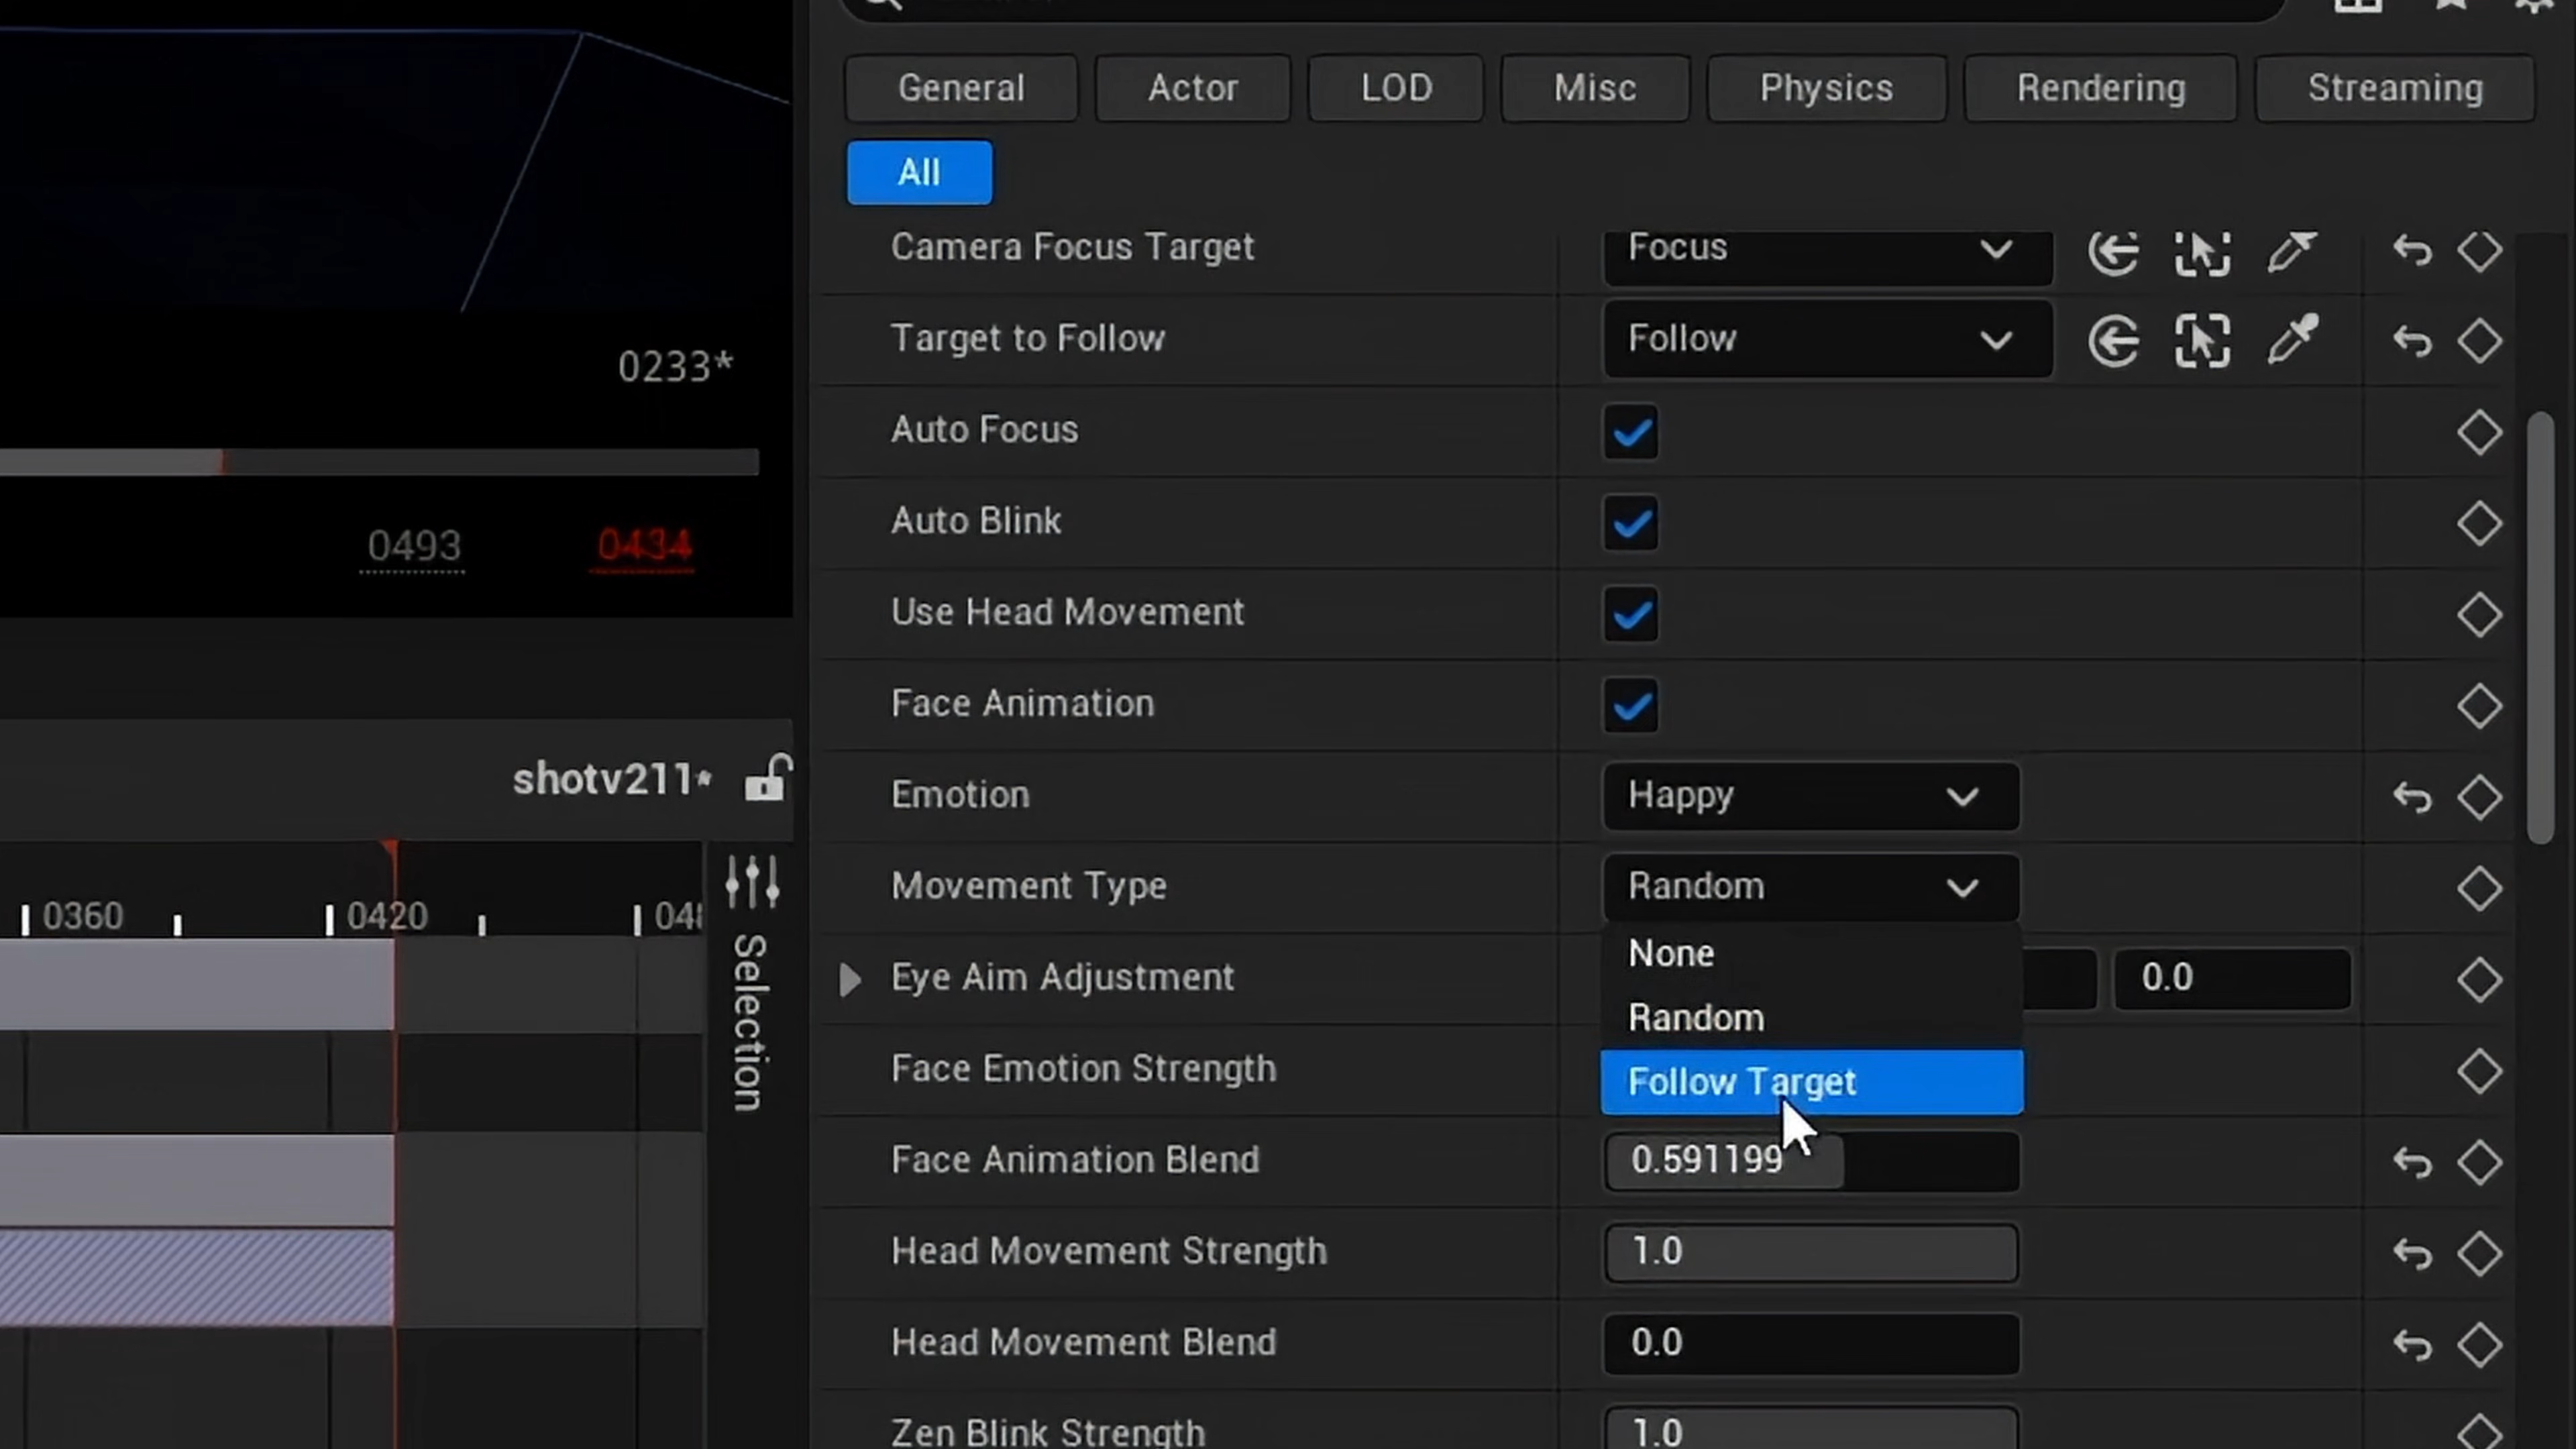 General Actor LOD Misc Physics Rendering Streaming
All
Camera Focus Target Focus
Target to Follow Follow
0233*
Auto Focus
Auto Blink
0493 0434
Use Head Movement
Face Animation
shotv211*
Emotion Happy
Movement Type Random
0360 0420
None
Selection
Eye Aim Adjustment 0.0
Random
Face Emotion Strength
Follow Target
Face Animation Blend 0.591199
Head Movement Strength 1.0
Head Movement Blend 0.0
Zen Blink Strength 1.0